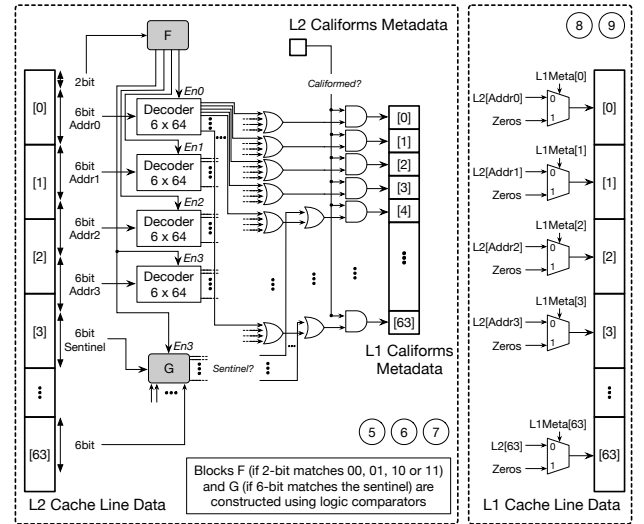 F
L2 Califorms Metadata
8 9
2bit
En0
Califormed?
L1Meta[0]
[0]
6bit
Addr0
Decoder
6 x 64
[0]
L2[Addr0]
0
1
Zeros
[0]
[1]
En1
L1Meta[1]
[1]
6bit
Addr1
Decoder
6 x 64
[2]
L2[Addr1]
0
1
Zeros
[1]
[3]
En2
[4]
L1Meta[2]
[2]
6bit
Addr2
Decoder
6 x 64
L2[Addr2]
0
1
Zeros
[2]
En3
6bit
Addr3
Decoder
6 x 64
L1Meta[3]
[3]
6bit
Sentinel
En3
[63]
L2[Addr3]
0
1
Zeros
[3]
G
Sentinel?
L1 Califorms
Metadata
[63]
6bit
5 6 7
L1Meta[63]
L2[63]
0
1
Zeros
[63]
Blocks F (if 2-bit matches 00, 01, 10 or 11)
and G (if 6-bit matches the sentinel) are
constructed using logic comparators
L2 Cache Line Data
L1 Cache Line Data